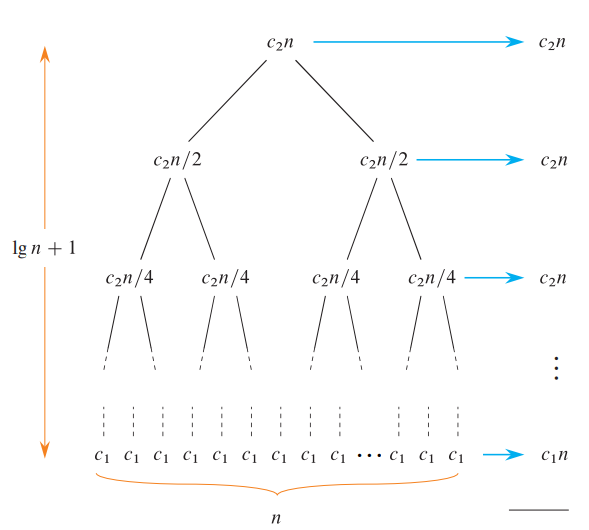 c₂n c₂n
c₂n/2 c₂n/2 c₂n
lg n + 1
c₂n/4 c₂n/4 c₂n/4 c₂n/4 c₂n
⋮
c₁ c₁ c₁ c₁ c₁ c₁ c₁ c₁ c₁ ··· c₁ c₁ c₁ c₁n
n